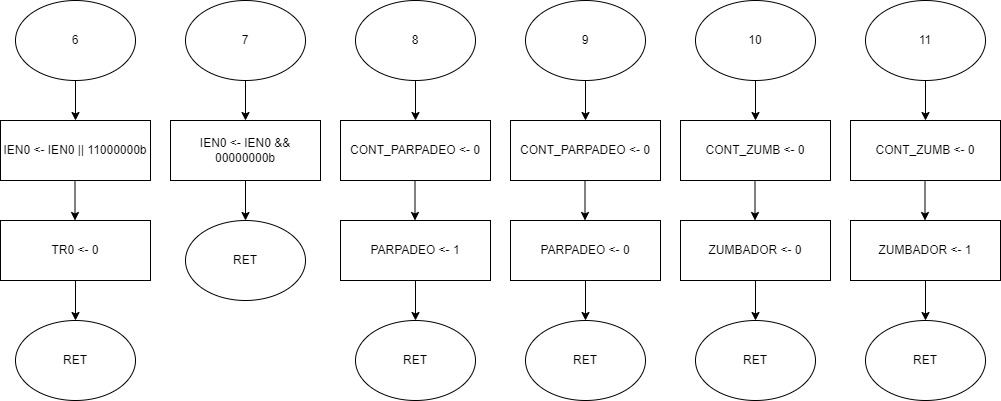 6
7
8
9
10
11
IEN0 <- IEN0 || 11000000b
IEN0 <- IEN0 &&
00000000b
CONT_PARPADEO <- 0
CONT_PARPADEO <- 0
CONT_ZUMB <- 0
CONT_ZUMB <- 0
TR0 <- 0
RET
PARPADEO <- 1
PARPADEO <- 0
ZUMBADOR <- 0
ZUMBADOR <- 1
RET
RET
RET
RET
RET